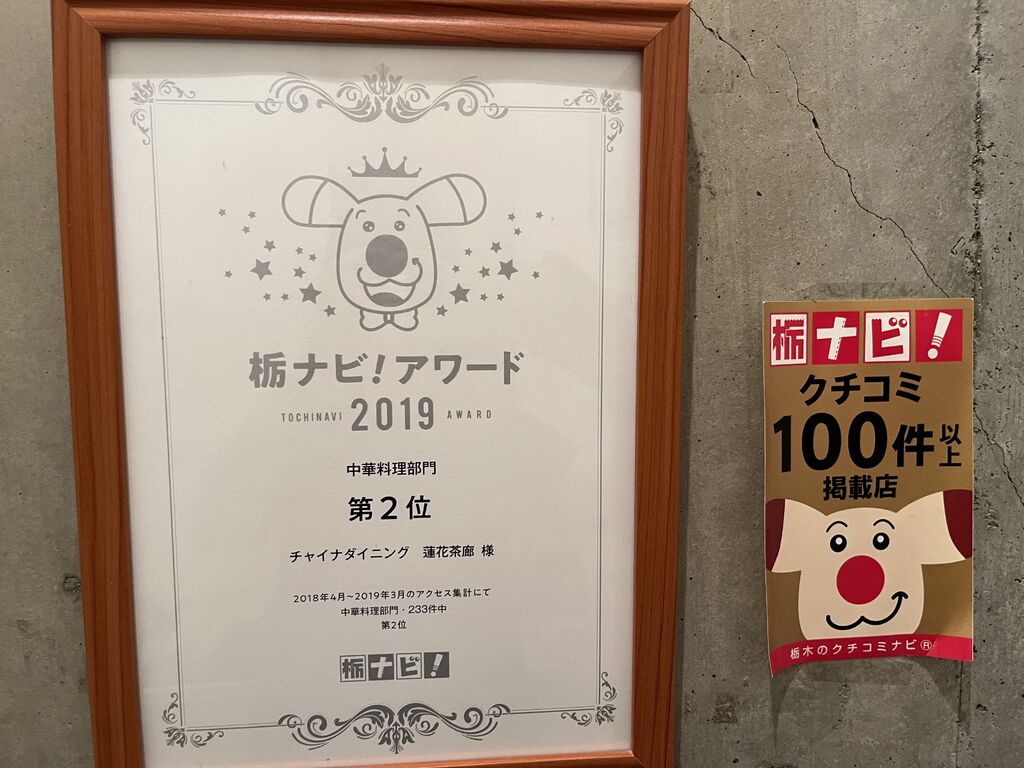 栃ナビ!アワード
TOCHINAVI 2019 AWARD
中華料理部門
第2位
チャイナダイニング 蓮花茶廊 様
2018年4月~2019年3月のアクセス集計にて
中華料理部門・233件中
第2位
栃ナビ!
栃ナビ!
クチコミ
100件以上
掲載店
栃木のクチコミナビ®